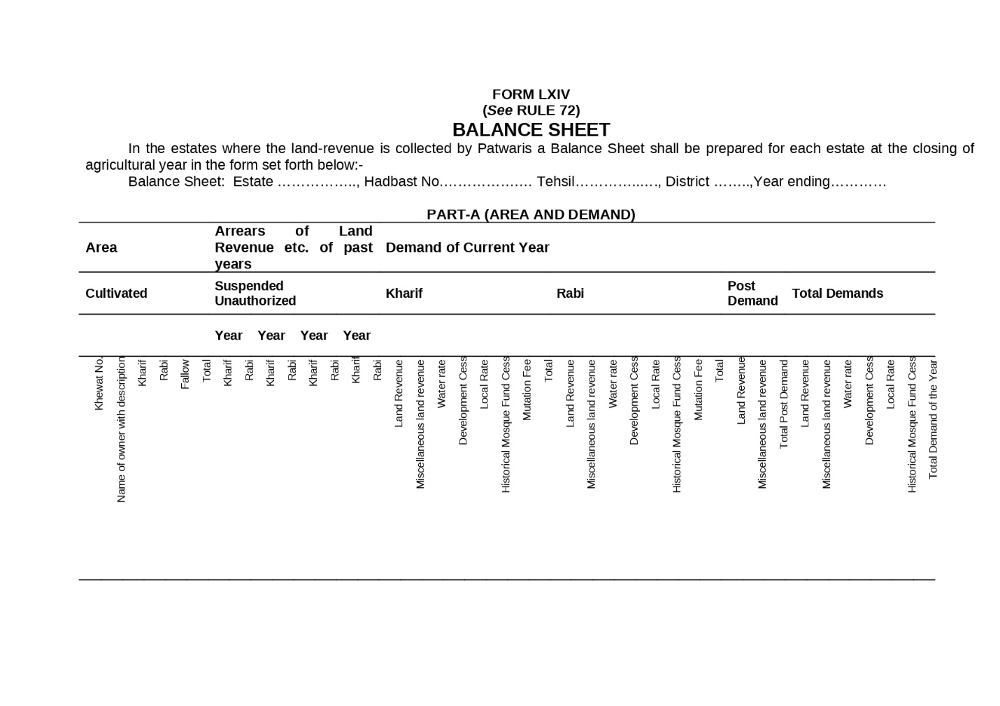 FORM LXIV
(See RULE 72)
BALANCE SHEET
In the estates where the land-revenue is collected by Patwaris a Balance Sheet shall be prepared for each estate at the closing of
agricultural year in the form set forth below:-
Balance Sheet:  Estate …………….., Hadbast No.…………….… Tehsil…………..…., District ……..,Year ending…………
PART-A (AREA AND DEMAND)
Area
Arrears of Land
Revenue etc. of past
years
Demand of Current Year
Cultivated
Suspended
Unauthorized
Kharif
Rabi
Post
Demand
Total Demands
Year Year Year Year
Khewat No.
Name of owner with description
Kharif
Rabi
Fallow
Total
Kharif
Rabi
Kharif
Rabi
Kharif
Rabi
Kharif
Rabi
Land Revenue
Miscellaneous land revenue
Water rate
Development Cess
Local Rate
Historical Mosque Fund Cess
Mutation Fee
Total
Land Revenue
Miscellaneous land revenue
Water rate
Development Cess
Local Rate
Historical Mosque Fund Cess
Mutation Fee
Total
Land Revenue
Miscellaneous land revenue
Total Post Demand
Land Revenue
Miscellaneous land revenue
Water rate
Development Cess
Local Rate
Historical Mosque Fund Cess
Total Demand of the Year